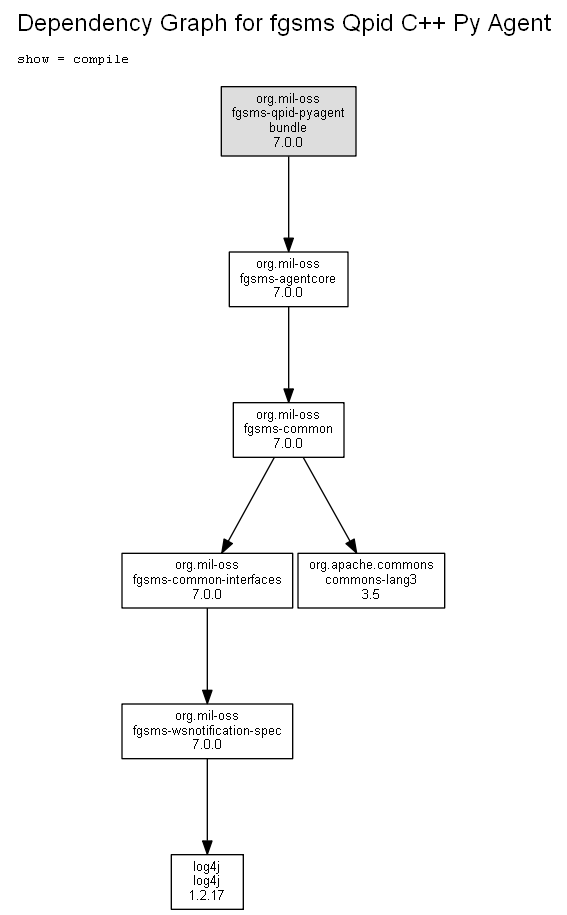 Dependency Graph for fgsms Qpid C++ Py Agent
show = compile
org.mil-oss
fgsms-qpid-pyagent
bundle
7.0.0
org.mil-oss
fgsms-agentcore
7.0.0
org.mil-oss
fgsms-common
7.0.0
org.mil-oss
fgsms-common-interfaces
7.0.0
org.apache.commons
commons-lang3
3.5
org.mil-oss
fgsms-wsnotification-spec
7.0.0
log4j
log4j
1.2.17